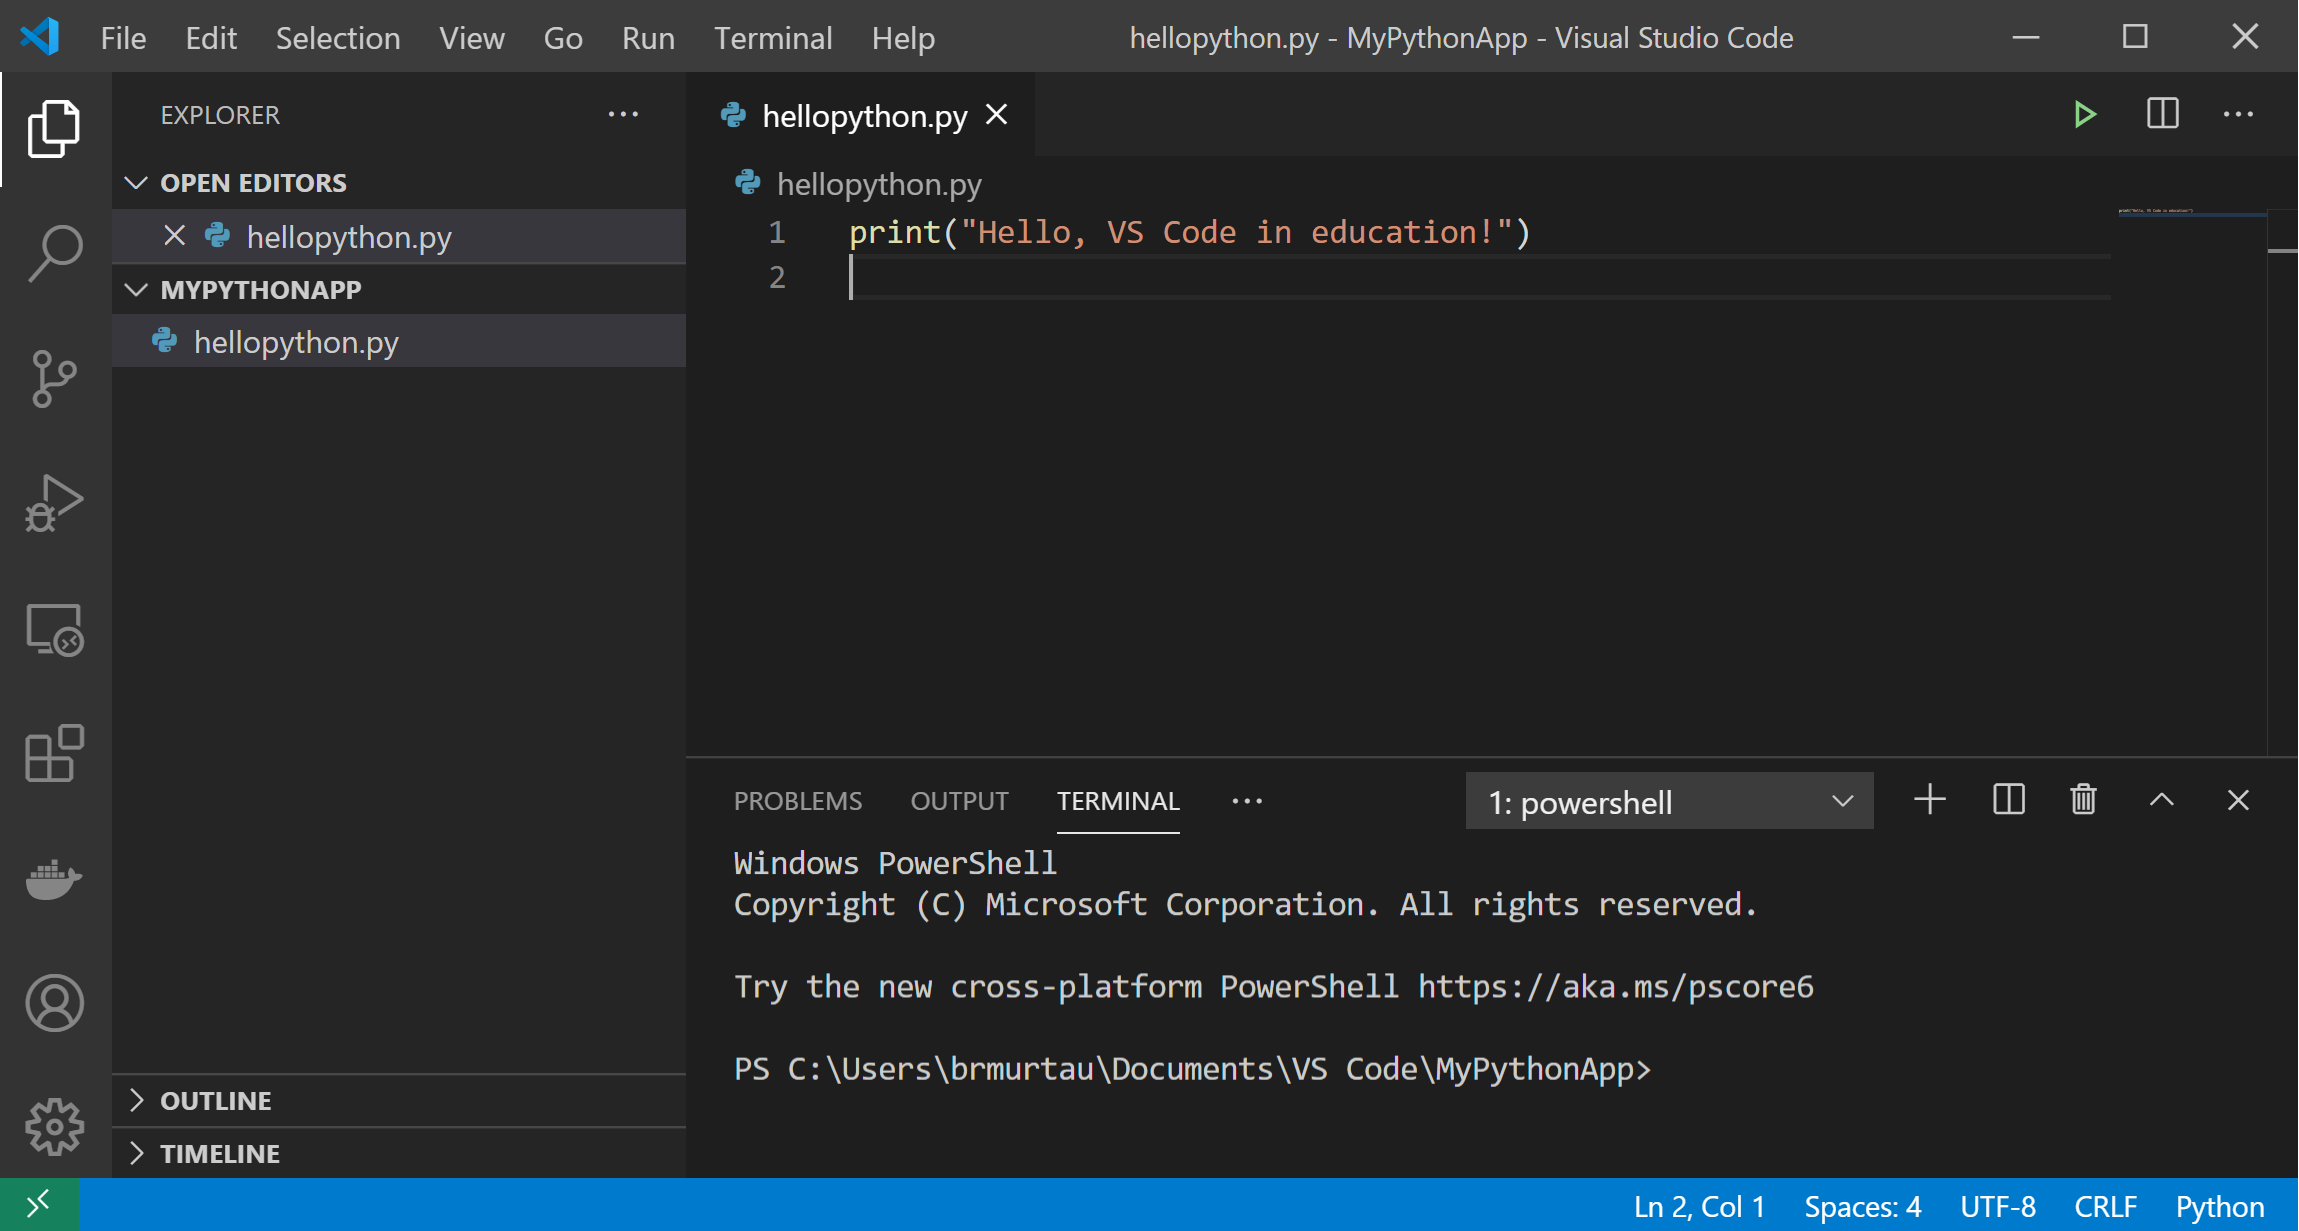 File Edit Selection View Go Run Terminal Help hellopython.py - MyPythonApp - Visual Studio Code
EXPLORER
OPEN EDITORS
hellopython.py
MYPYTHONAPP
hellopython.py
OUTLINE
TIMELINE
hellopython.py
hellopython.py
1 print("Hello, VS Code in education!")
2
PROBLEMS OUTPUT TERMINAL 1: powershell
Windows PowerShell
Copyright (C) Microsoft Corporation. All rights reserved.
Try the new cross-platform PowerShell https://aka.ms/pscore6
PS C:\Users\brmurtau\Documents\VS Code\MyPythonApp>
Ln 2, Col 1 Spaces: 4 UTF-8 CRLF Python